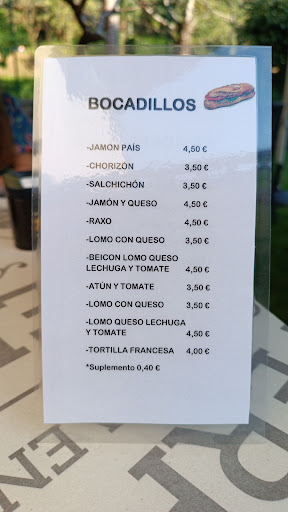 BOCADILLOS
-JAMON PAÍS 4,50 €
-CHORIZÓN 3,50 €
-SALCHICHÓN 3,50 €
-JAMÓN Y QUESO 4,50 €
-RAXO 4,50 €
-LOMO CON QUESO 3,50 €
-BEICON LOMO QUESO
LECHUGA Y TOMATE 4,50 €
-ATÚN Y TOMATE 3,50 €
-LOMO CON QUESO 3,50 €
-LOMO QUESO LECHUGA
Y TOMATE 4,50 €
-TORTILLA FRANCESA 4,00 €
*Suplemento 0,40 €